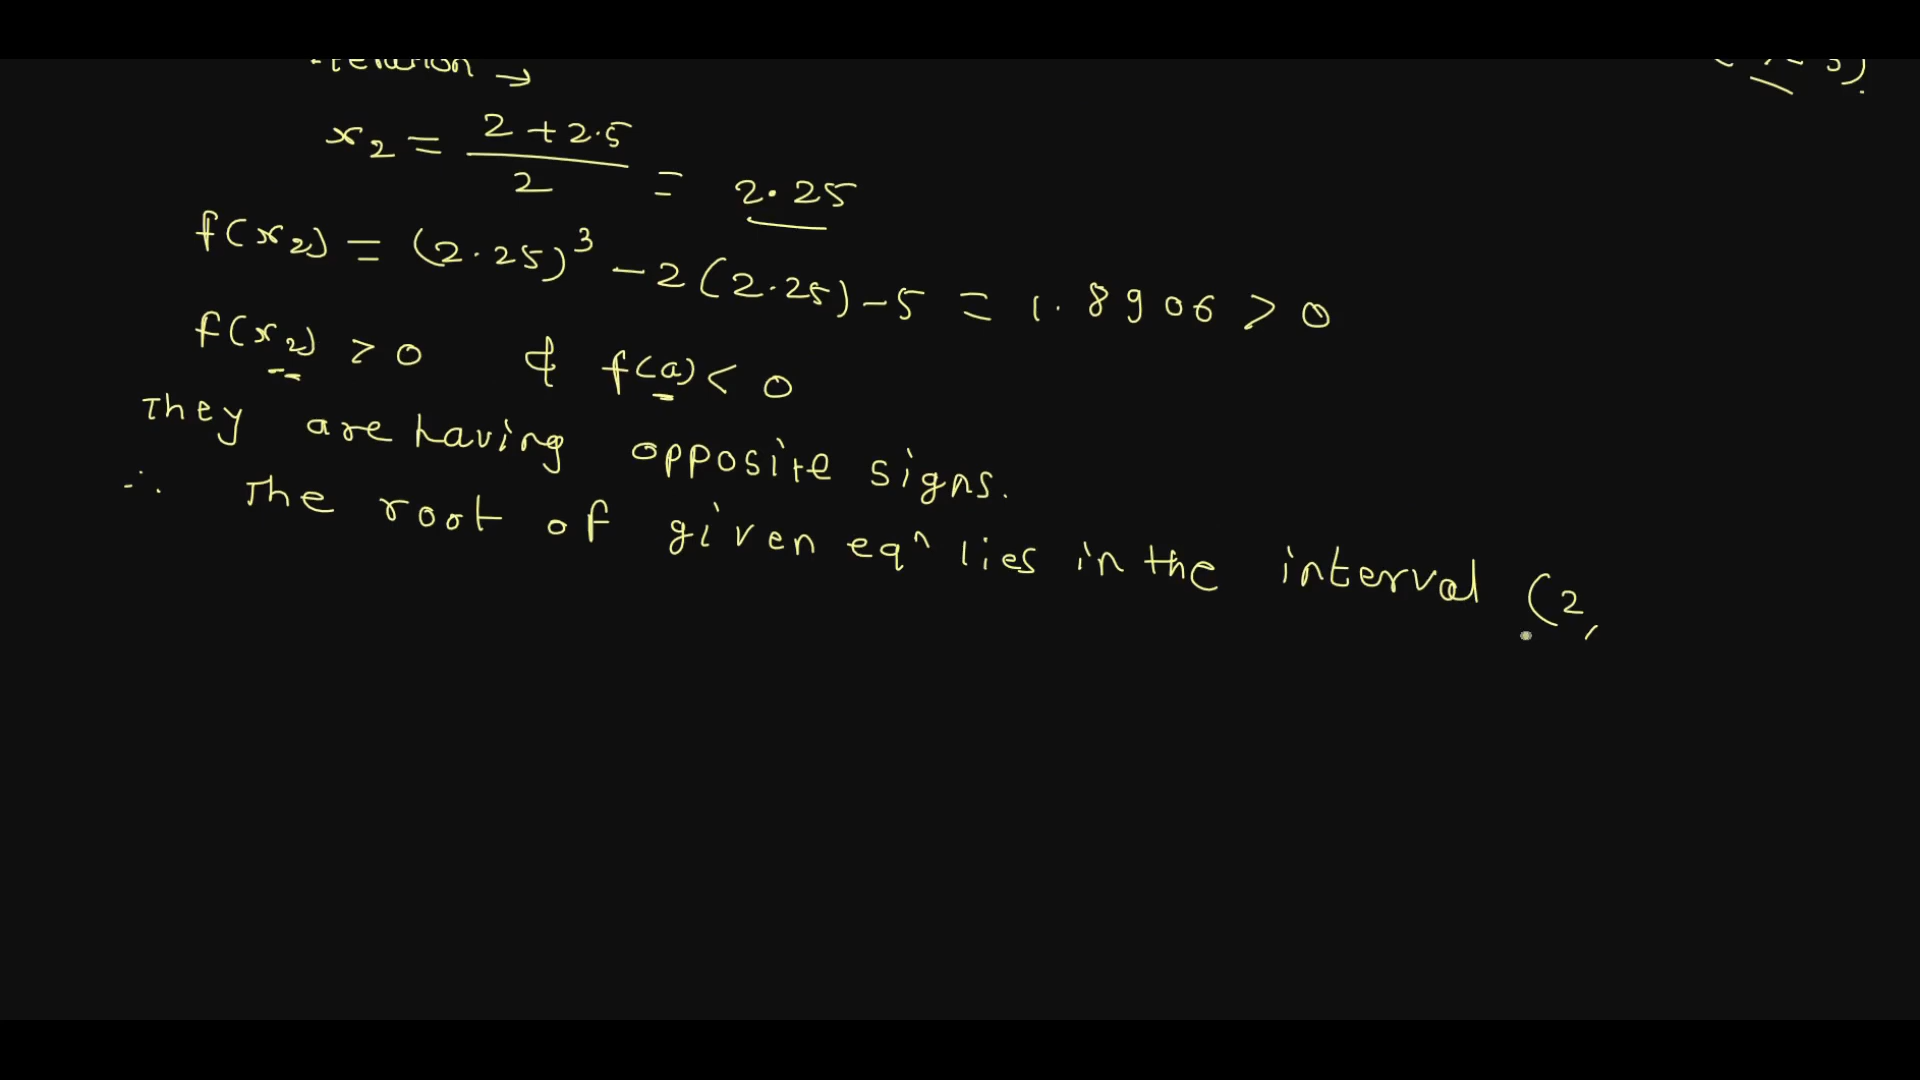 x₂ = (2 + 2.5) / 2 = 2.25
f(x₂) = (2.25)³ − 2(2.25) − 5 = 1.8906 > 0
f(x₂) > 0 & f(a) < 0
They are having opposite signs.
∴ The root of given eqⁿ lies in the interval (2,